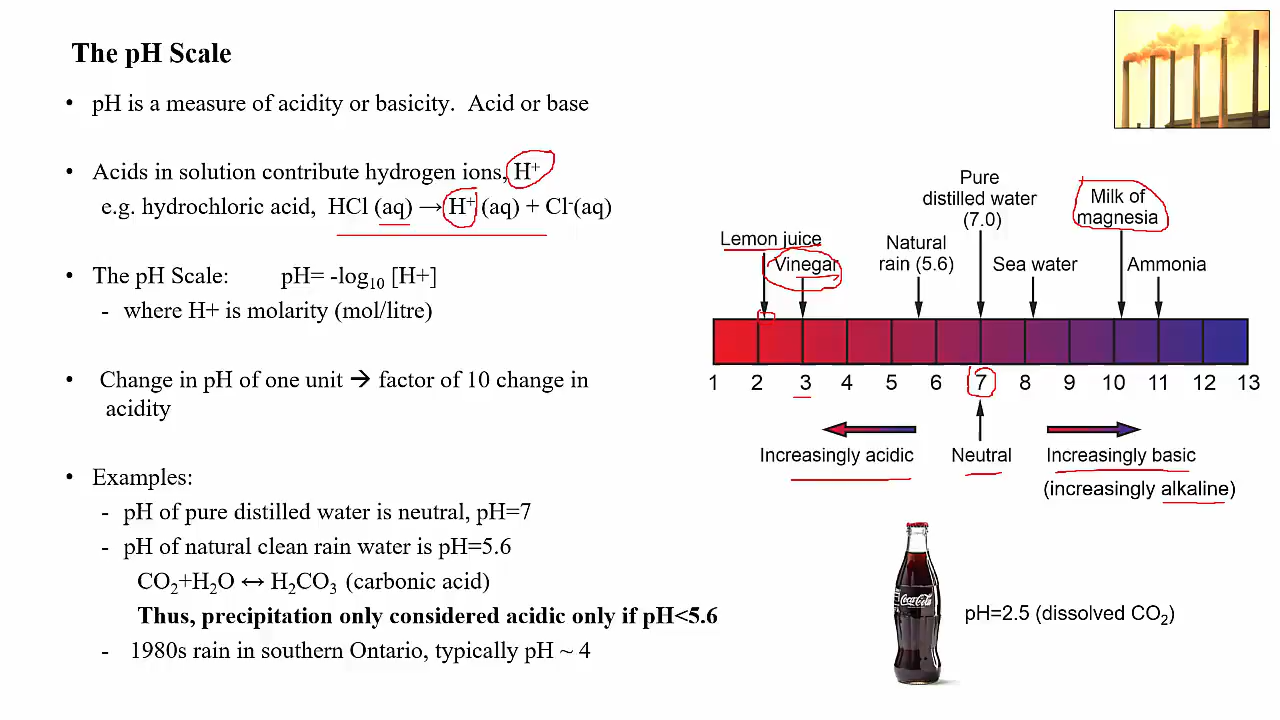 The pH Scale
• pH is a measure of acidity or basicity. Acid or base
• Acids in solution contribute hydrogen ions, H⁺
e.g. hydrochloric acid, HCl (aq) → H⁺ (aq) + Cl⁻(aq)
• The pH Scale: pH= -log₁₀ [H+]
- where H+ is molarity (mol/litre)
• Change in pH of one unit → factor of 10 change in
acidity
• Examples:
- pH of pure distilled water is neutral, pH=7
- pH of natural clean rain water is pH=5.6
CO₂+H₂O ↔ H₂CO₃ (carbonic acid)
Thus, precipitation only considered acidic only if pH<5.6
- 1980s rain in southern Ontario, typically pH ~ 4
Lemon juice
Vinegar
Natural
rain (5.6)
Pure
distilled water
(7.0)
Sea water
Milk of
magnesia
Ammonia
1 2 3 4 5 6 7 8 9 10 11 12 13
Increasingly acidic
Neutral
Increasingly basic
(increasingly alkaline)
Coca-Cola
pH=2.5 (dissolved CO₂)